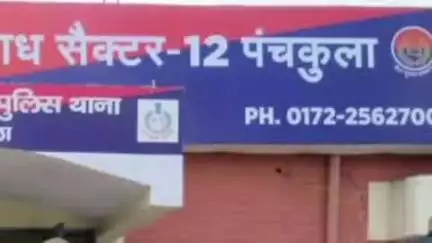 ाध सैक्टर-12 पंचकुला
पुलिस थाना
PH. 0172-2562700